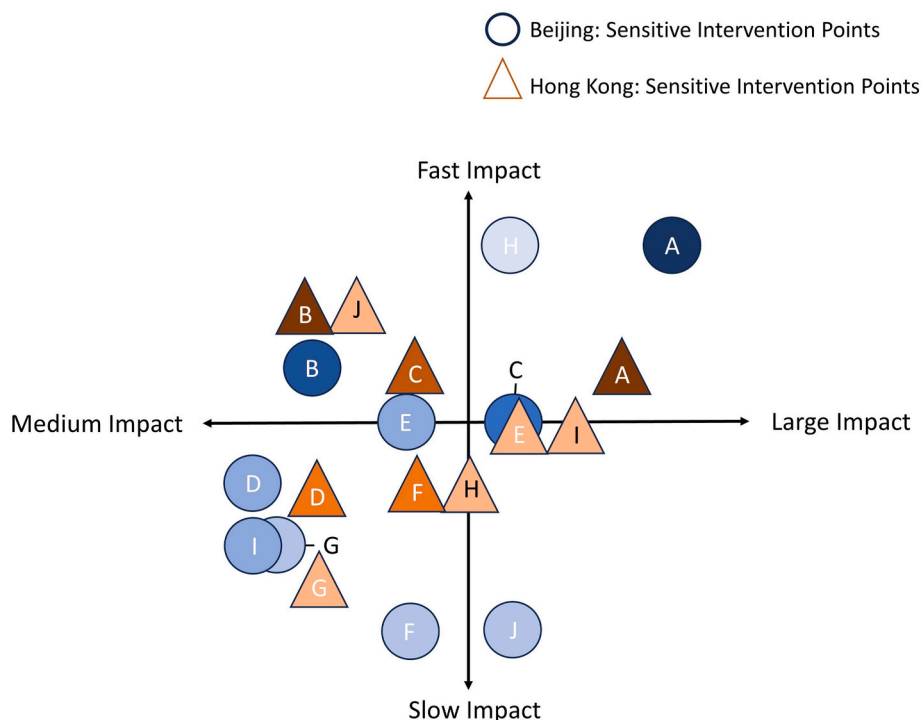 Beijing: Sensitive Intervention Points
Hong Kong: Sensitive Intervention Points
Fast Impact
H
A
B
J
B
C
C
A
Medium Impact
E
E
I
Large Impact
D
D
F
H
I
G
G
F
J
Slow Impact